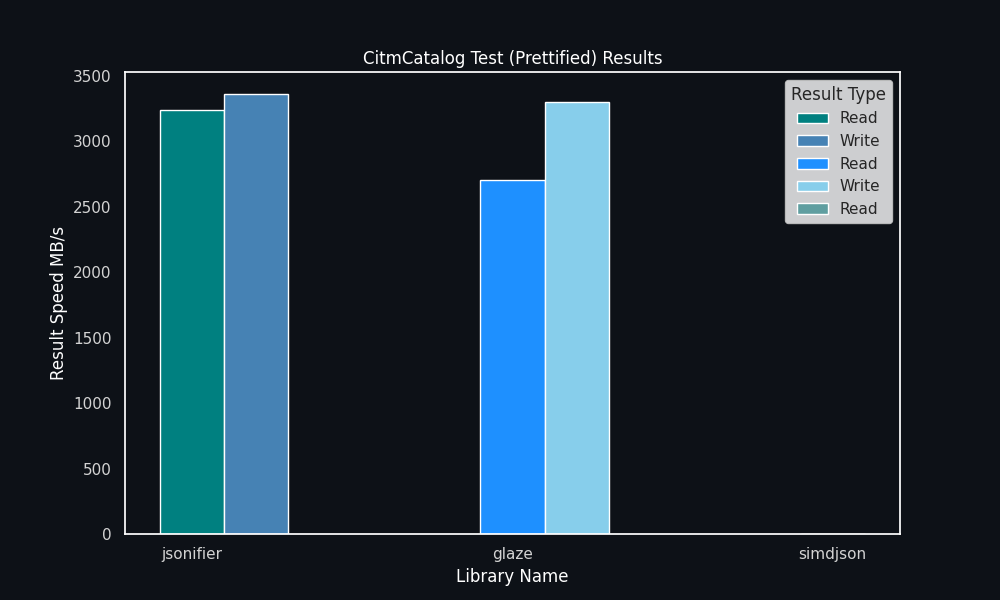 CitmCatalog Test (Prettified) Results
Result Speed MB/s
3500
3000
2500
2000
1500
1000
500
0
Result Type
Read
Write
Read
Write
Read
jsonifier
glaze
simdjson
Library Name